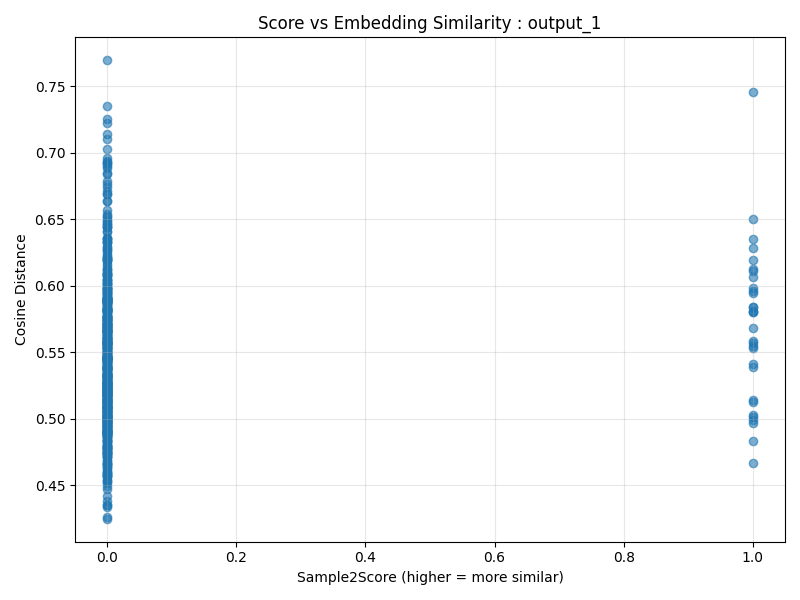 Score vs Embedding Similarity : output_1
Cosine Distance
0.75
0.70
0.65
0.60
0.55
0.50
0.45
0.0 0.2 0.4 0.6 0.8 1.0
Sample2Score (higher = more similar)